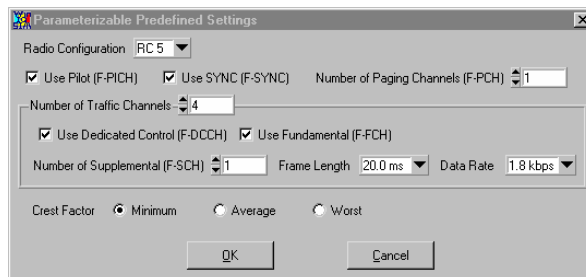 Parameterizable Predefined Settings
Radio Configuration RC 5
Use Pilot (F-PICH) Use SYNC (F-SYNC) Number of Paging Channels (F-PCH) 1
Number of Traffic Channels 4
Use Dedicated Control (F-DCCH) Use Fundamental (F-FCH)
Number of Supplemental (F-SCH) 1 Frame Length 20.0 ms Data Rate 1.8 kbps
Crest Factor Minimum Average Worst
OK Cancel